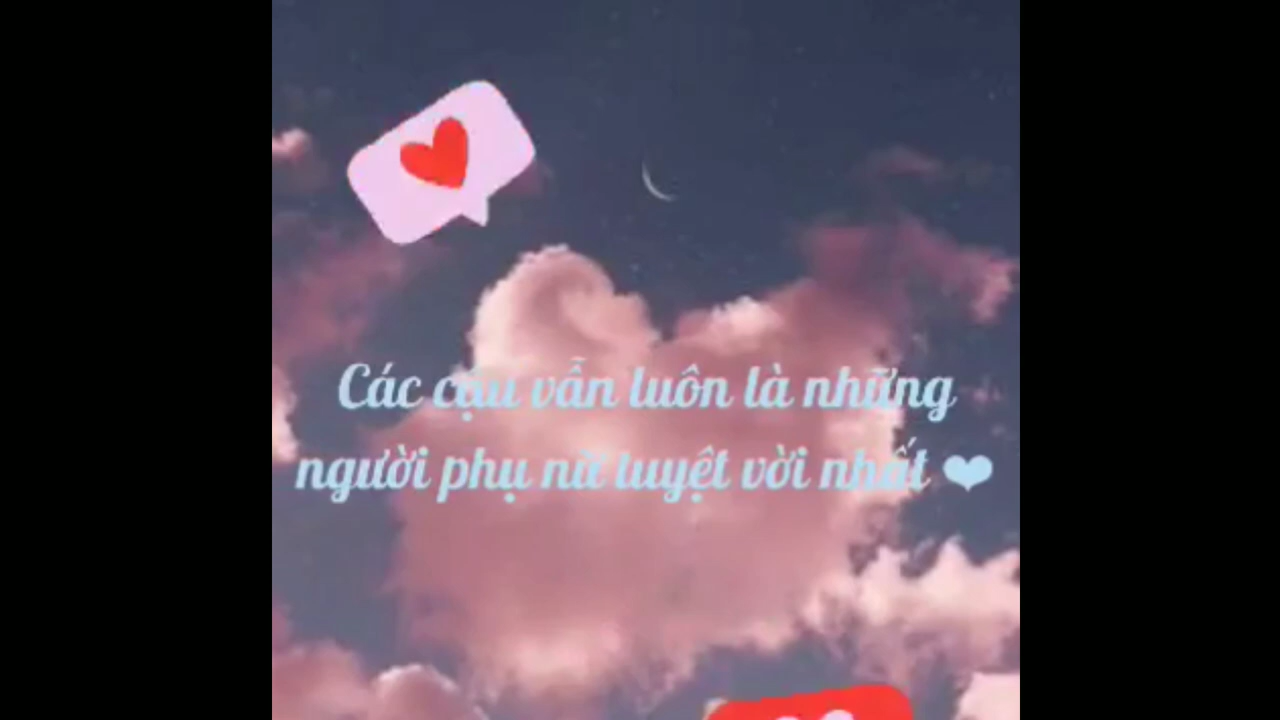 Các cậu vẫn luôn là những
người phụ nữ tuyệt vời nhất ❤